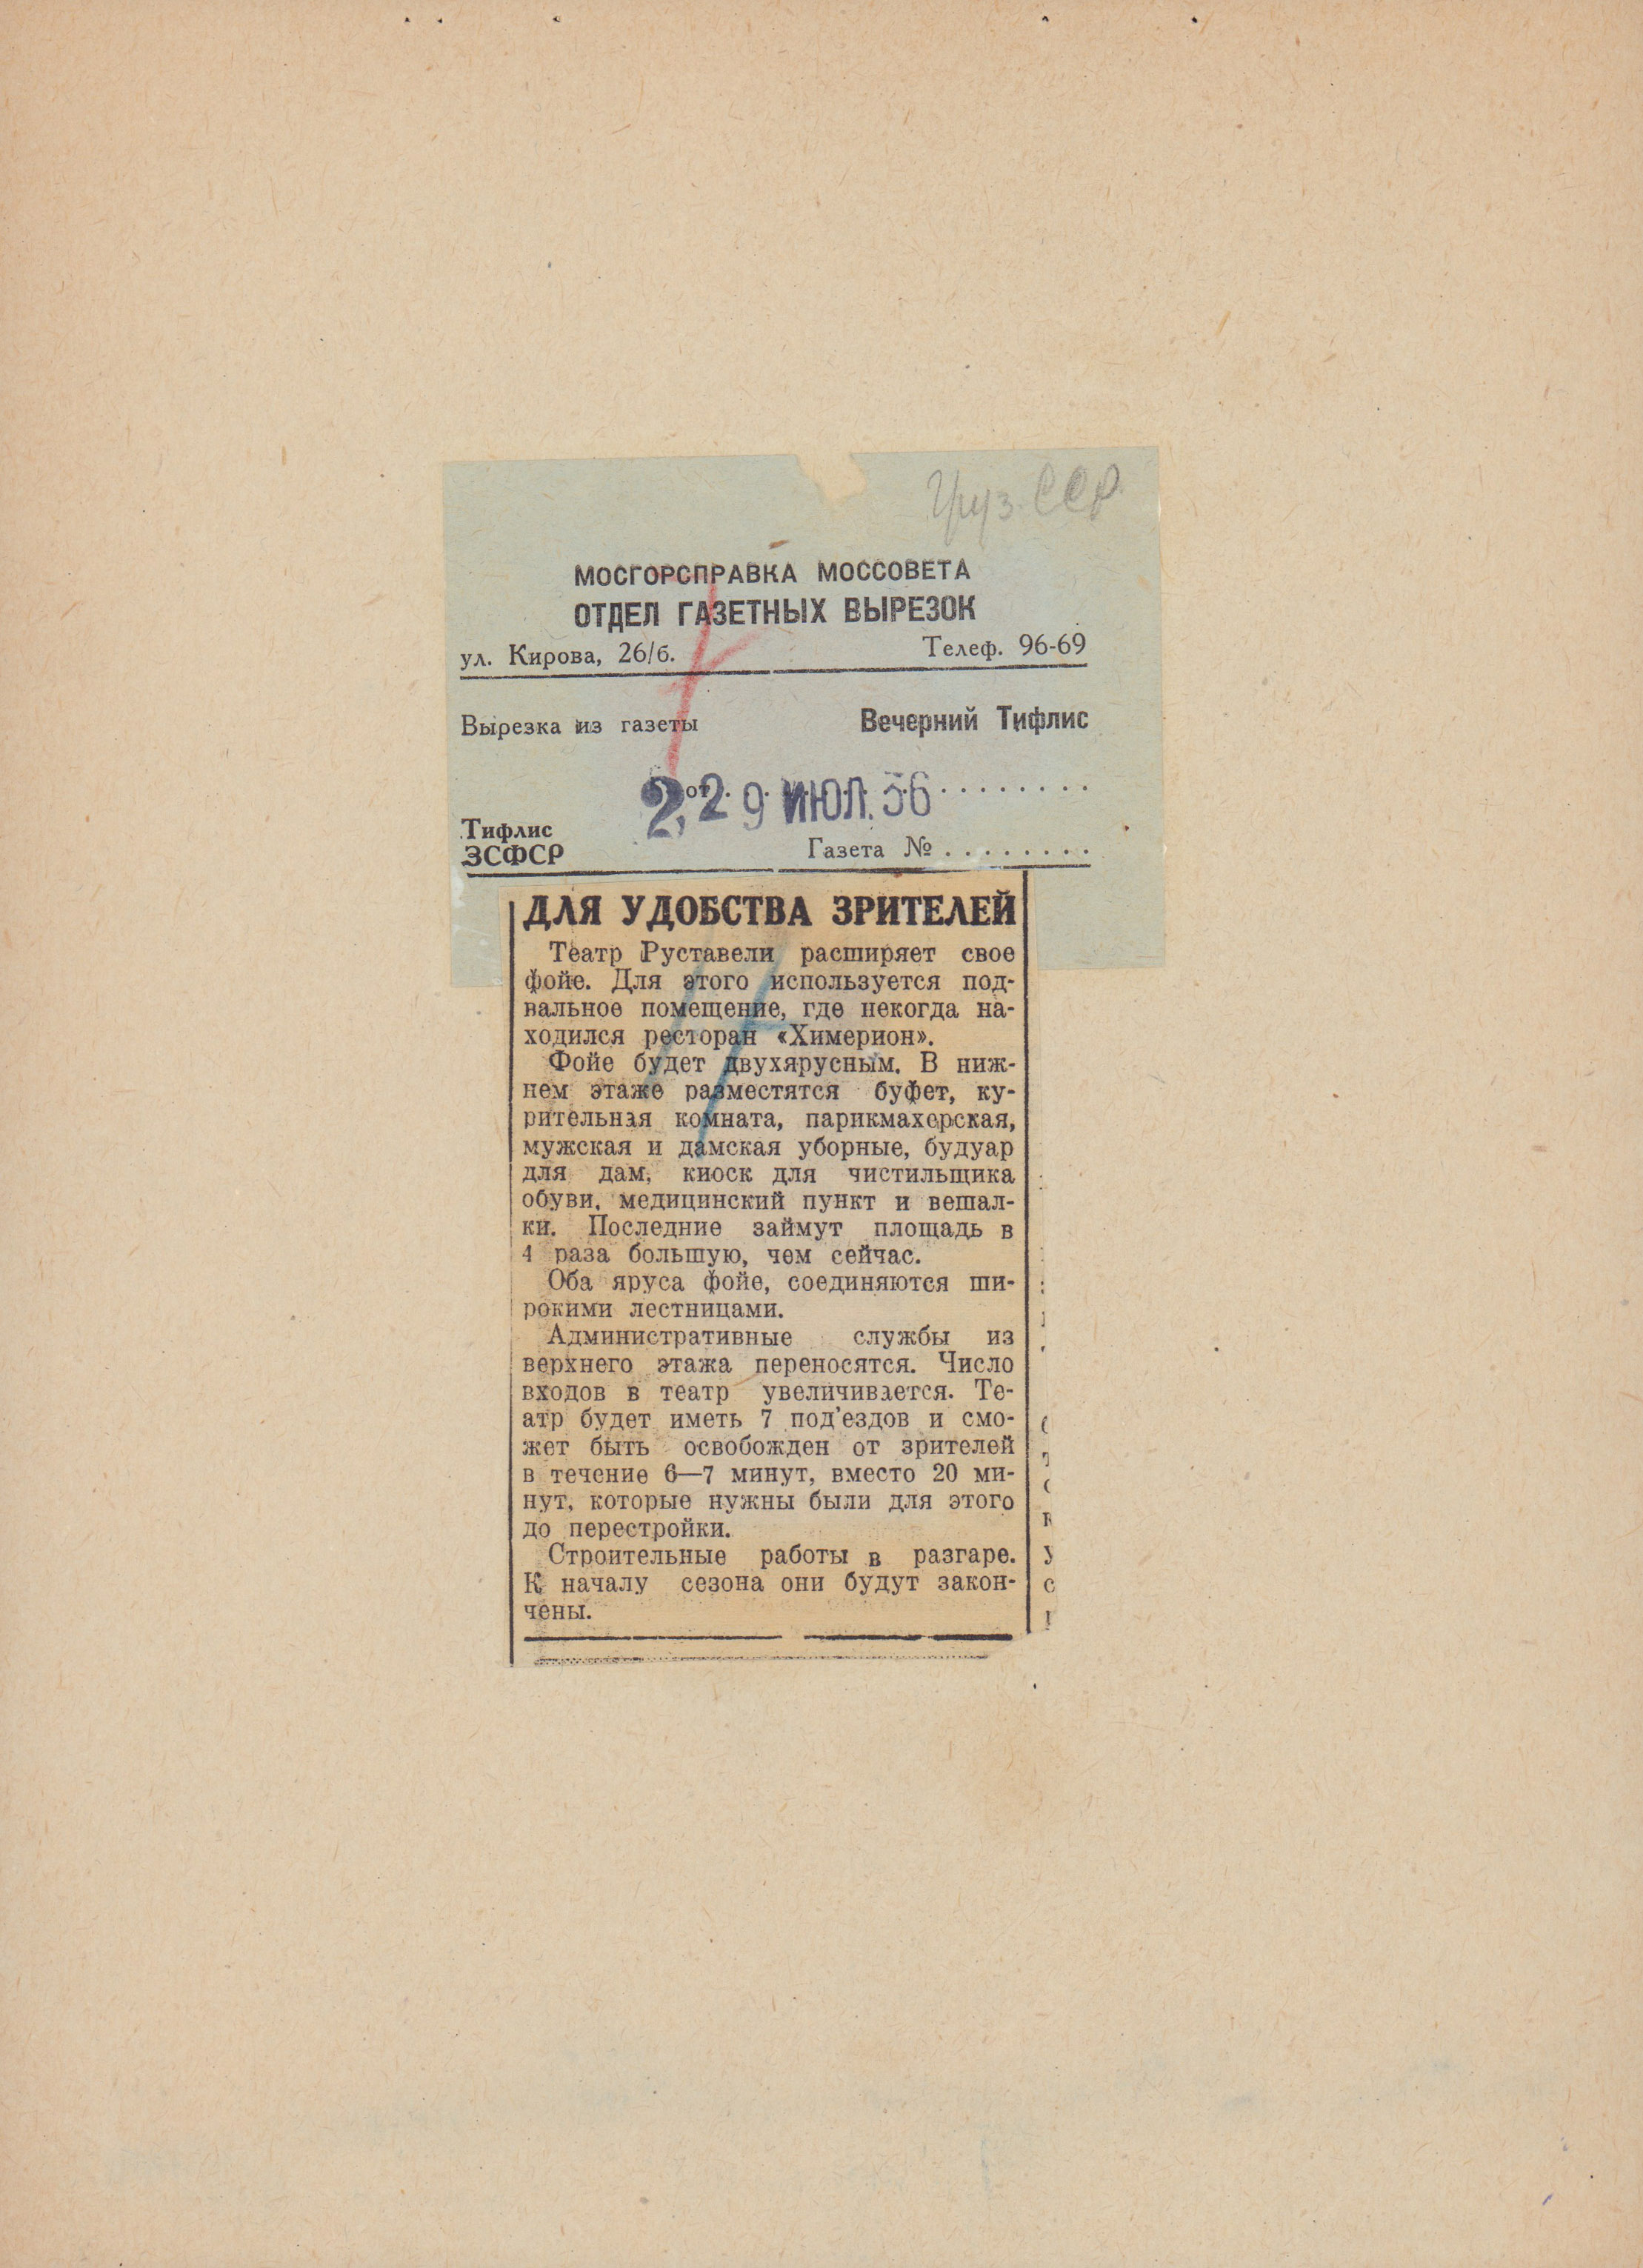 Груз. ССР
МОСГОРСПРАВКА МОССОВЕТА
ОТДЕЛ ГАЗЕТНЫХ ВЫРЕЗОК
ул. Кирова, 26/б. Телеф. 96-69
Вырезка из газеты Вечерний Тифлис
от 29 ИЮЛ. 36
Тифлис
ЗСФСР Газета № . . . . . . . .
ДЛЯ УДОБСТВА ЗРИТЕЛЕЙ
Театр Руставели расширяет свое
фойе. Для этого используется под-
вальное помещение, где некогда на-
ходился ресторан «Химерион».
Фойе будет двухярусным. В ниж-
нем этаже разместятся буфет, ку-
рительная комната, парикмахерская,
мужская и дамская уборные, будуар
для дам, киоск для чистильщика
обуви, медицинский пункт и вешал-
ки. Последние займут площадь в
4 раза большую, чем сейчас.
Оба яруса фойе, соединяются ши-
рокими лестницами.
Административные службы из
верхнего этажа переносятся. Число
входов в театр увеличивается. Те-
атр будет иметь 7 под'ездов и смо-
жет быть освобожден от зрителей
в течение 6—7 минут, вместо 20 ми-
нут, которые нужны были для этого
до перестройки.
Строительные работы в разгаре.
К началу сезона они будут закон-
чены.